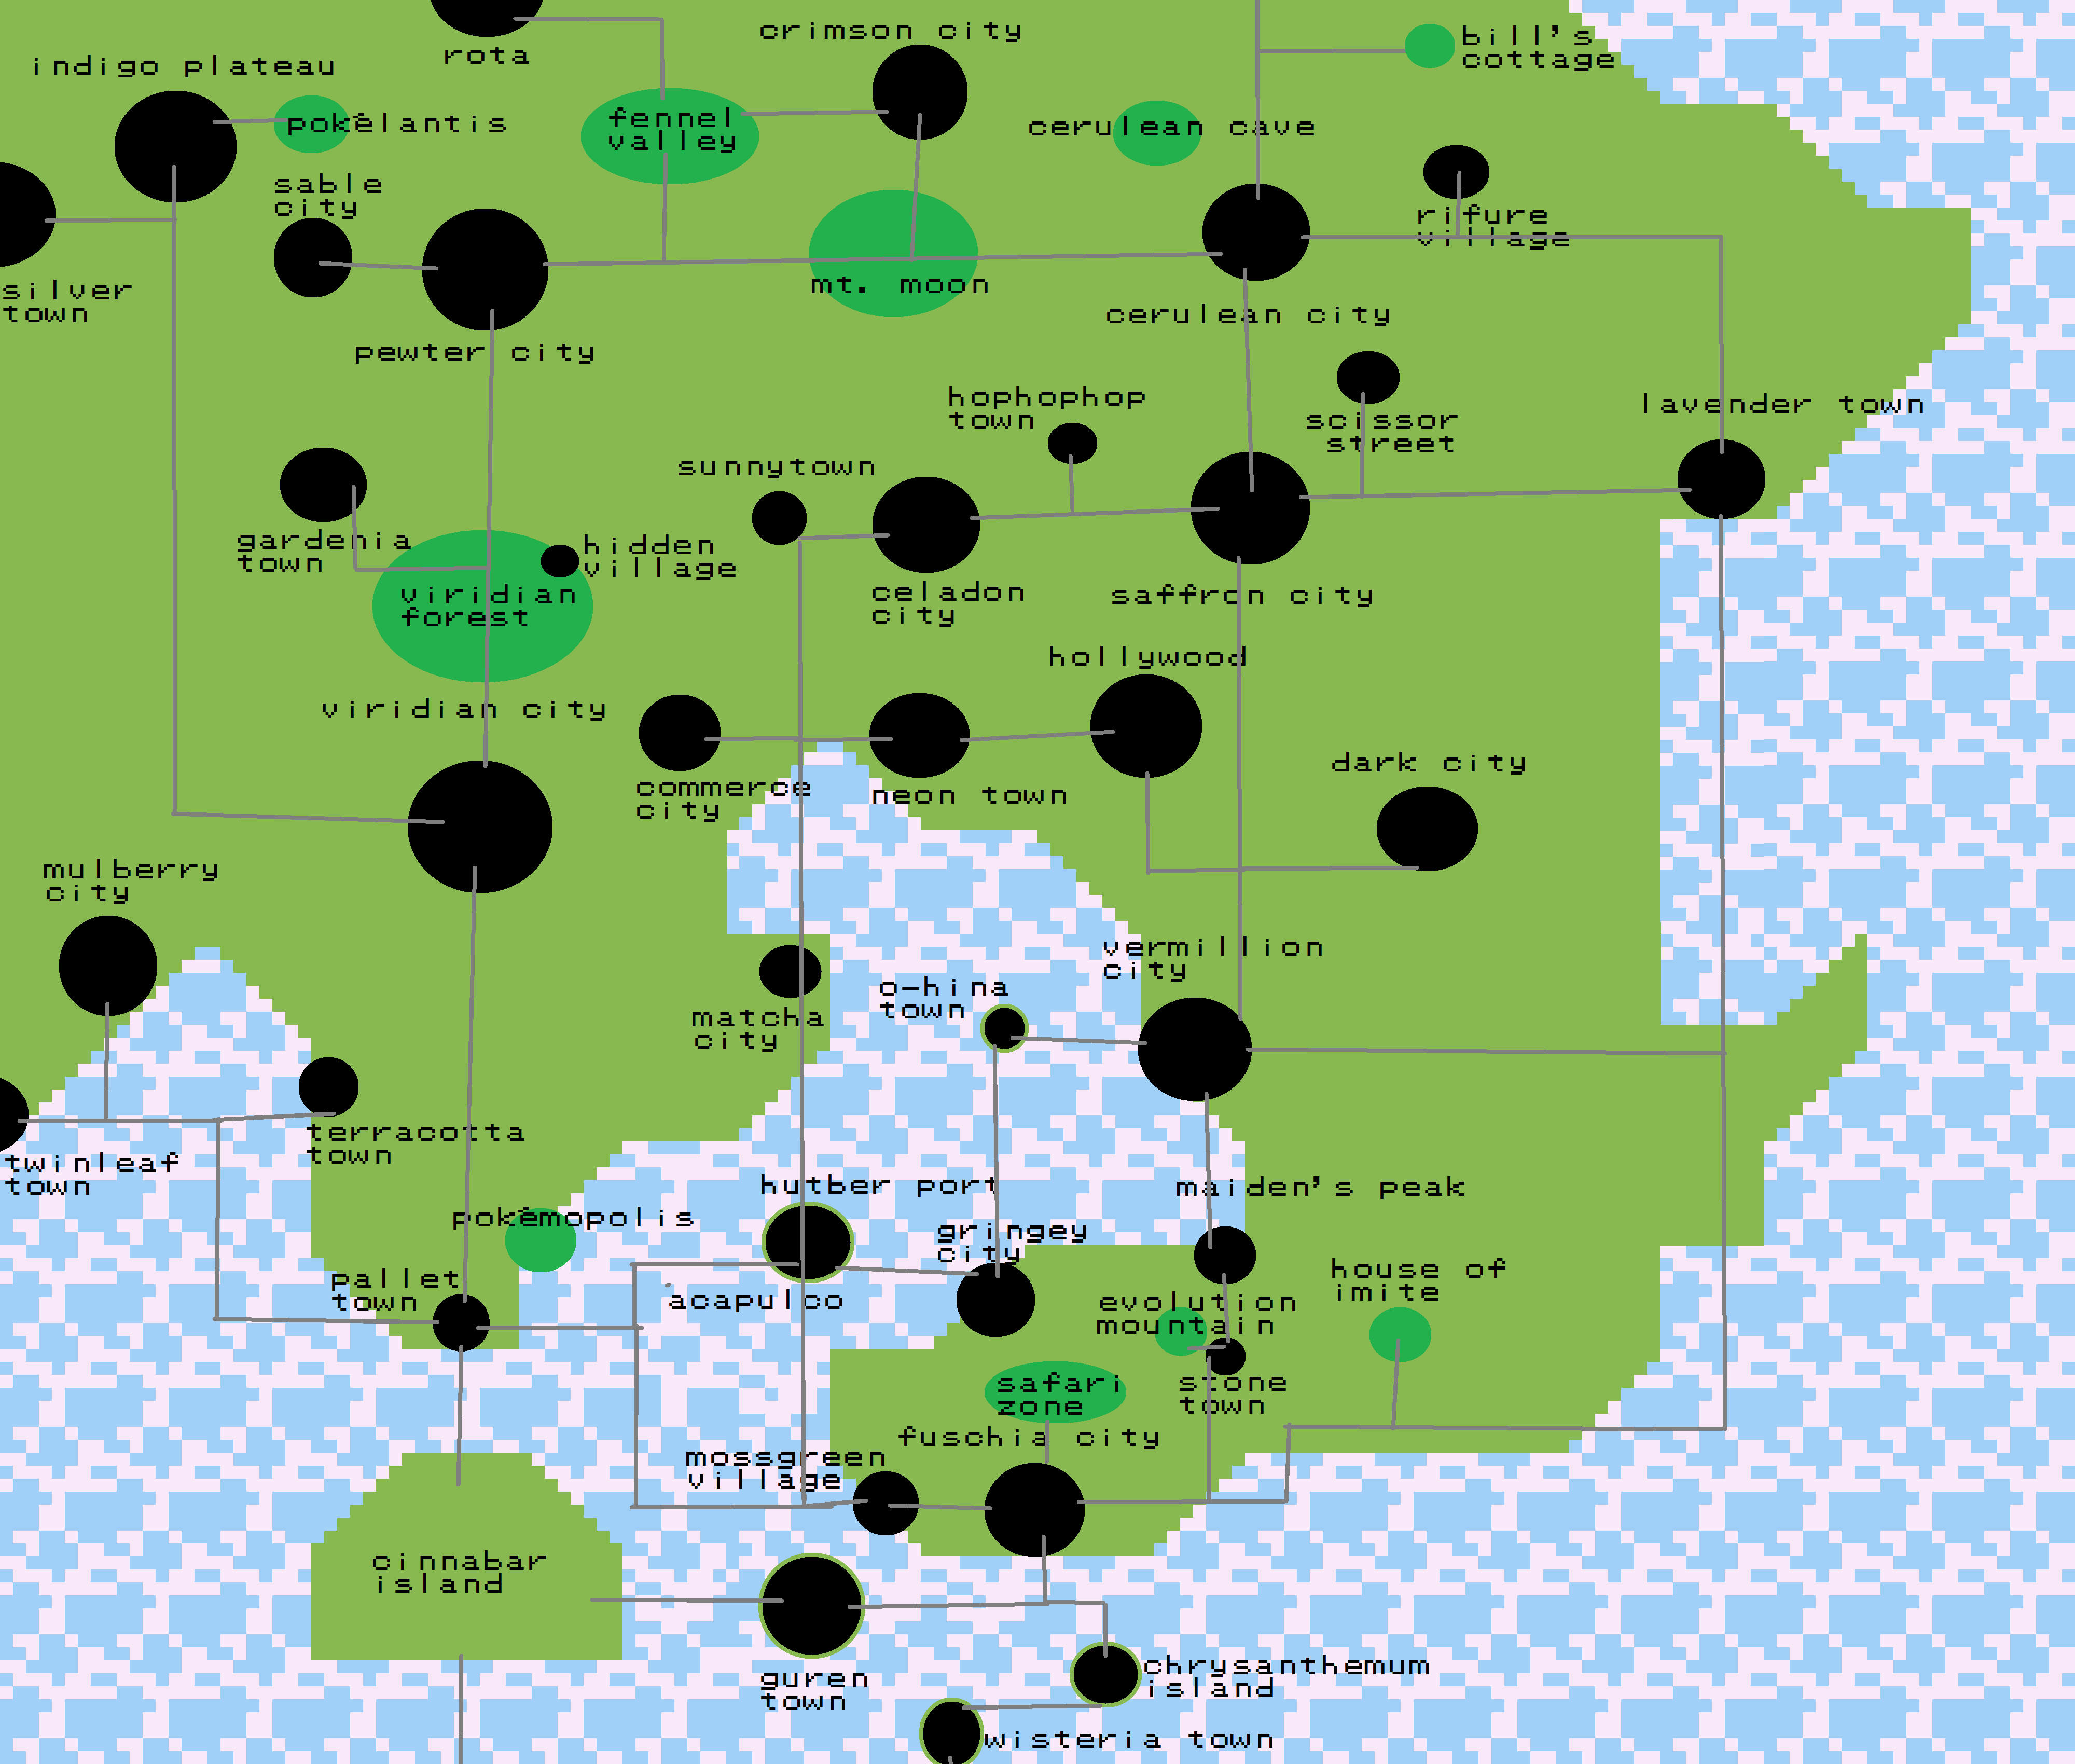 crimson city
bill's
cottage
rota
indigo plateau
pokélantis
fennel
valley
cerulean cave
sable
city
rifure
village
silver
town
mt. moon
cerulean city
pewter city
hophophop
town
scissor
street
lavender town
sunnytown
gardenia
town
hidden
village
viridian
forest
celadon
city
saffron city
hollywood
viridian city
dark city
commerce
city
neon town
mulberry
city
vermillion
city
o-hina
town
matcha
city
terracotta
town
twinleaf
town
hutber port
maiden's peak
pokémopolis
gringey
city
pallet
town
acapulco
evolution
mountain
house of
imite
safari
zone
stone
town
fuschia city
mossgreen
village
cinnabar
island
guren
town
chrysanthemum
island
wisteria town